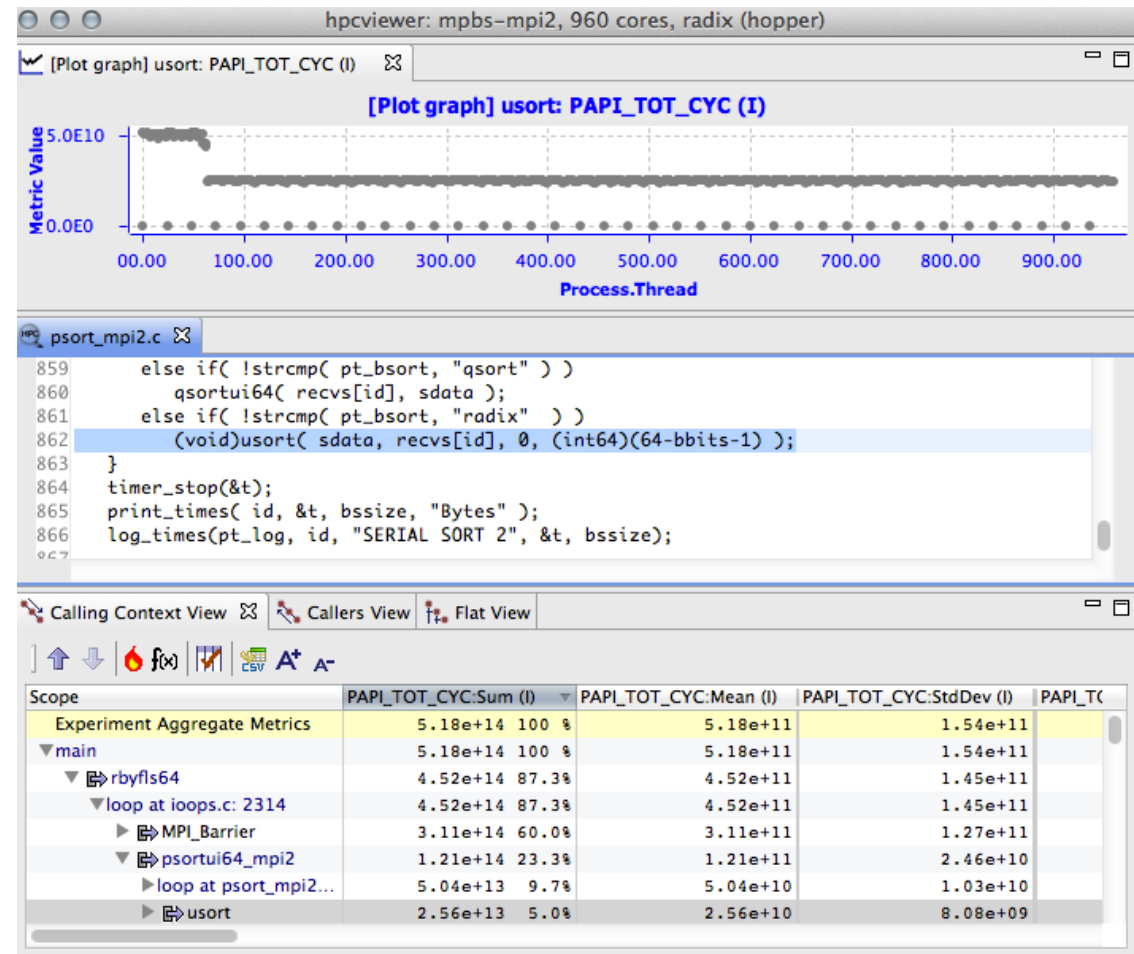 hpcviewer: mpbs-mpi2, 960 cores, radix (hopper)
[Plot graph] usort: PAPI_TOT_CYC (I)
[Plot graph] usort: PAPI_TOT_CYC (I)
Metric Value
5.0E10
0.0E0
00.00 100.00 200.00 300.00 400.00 500.00 600.00 700.00 800.00 900.00
Process.Thread
psort_mpi2.c
859 else if( !strcmp( pt_bsort, "qsort" ) )
860 qsortui64( recvs[id], sdata );
861 else if( !strcmp( pt_bsort, "radix"  ) )
862 (void)usort( sdata, recvs[id], 0, (int64)(64-bbits-1) );
863 }
864 timer_stop(&t);
865 print_times( id, &t, bssize, "Bytes" );
866 log_times(pt_log, id, "SERIAL SORT 2", &t, bssize);
Calling Context View Callers View Flat View
f(x) CSV A+ A-
Scope PAPI_TOT_CYC:Sum (I) PAPI_TOT_CYC:Mean (I) PAPI_TOT_CYC:StdDev (I) PAPI_T(
Experiment Aggregate Metrics 5.18e+14 100 % 5.18e+11 1.54e+11
main 5.18e+14 100 % 5.18e+11 1.54e+11
rbyfls64 4.52e+14 87.3% 4.52e+11 1.45e+11
loop at ioops.c: 2314 4.52e+14 87.3% 4.52e+11 1.45e+11
MPI_Barrier 3.11e+14 60.0% 3.11e+11 1.27e+11
psortui64_mpi2 1.21e+14 23.3% 1.21e+11 2.46e+10
loop at psort_mpi2... 5.04e+13 9.7% 5.04e+10 1.03e+10
usort 2.56e+13 5.0% 2.56e+10 8.08e+09